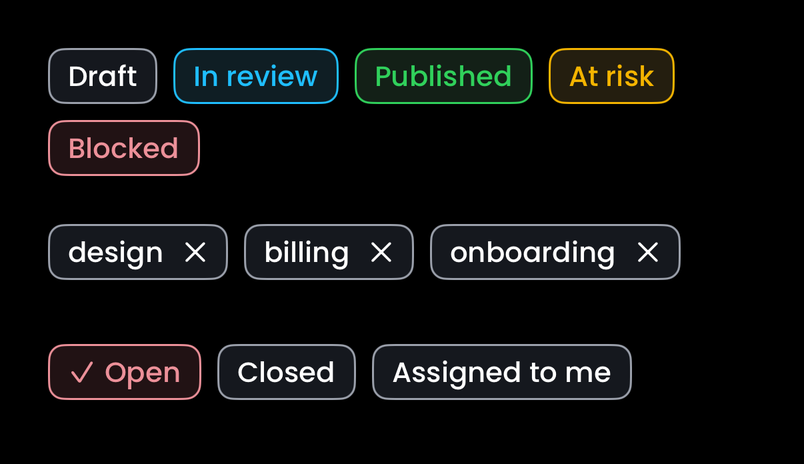 Draft In review Published At risk
Blocked
design billing onboarding
Open Closed Assigned to me